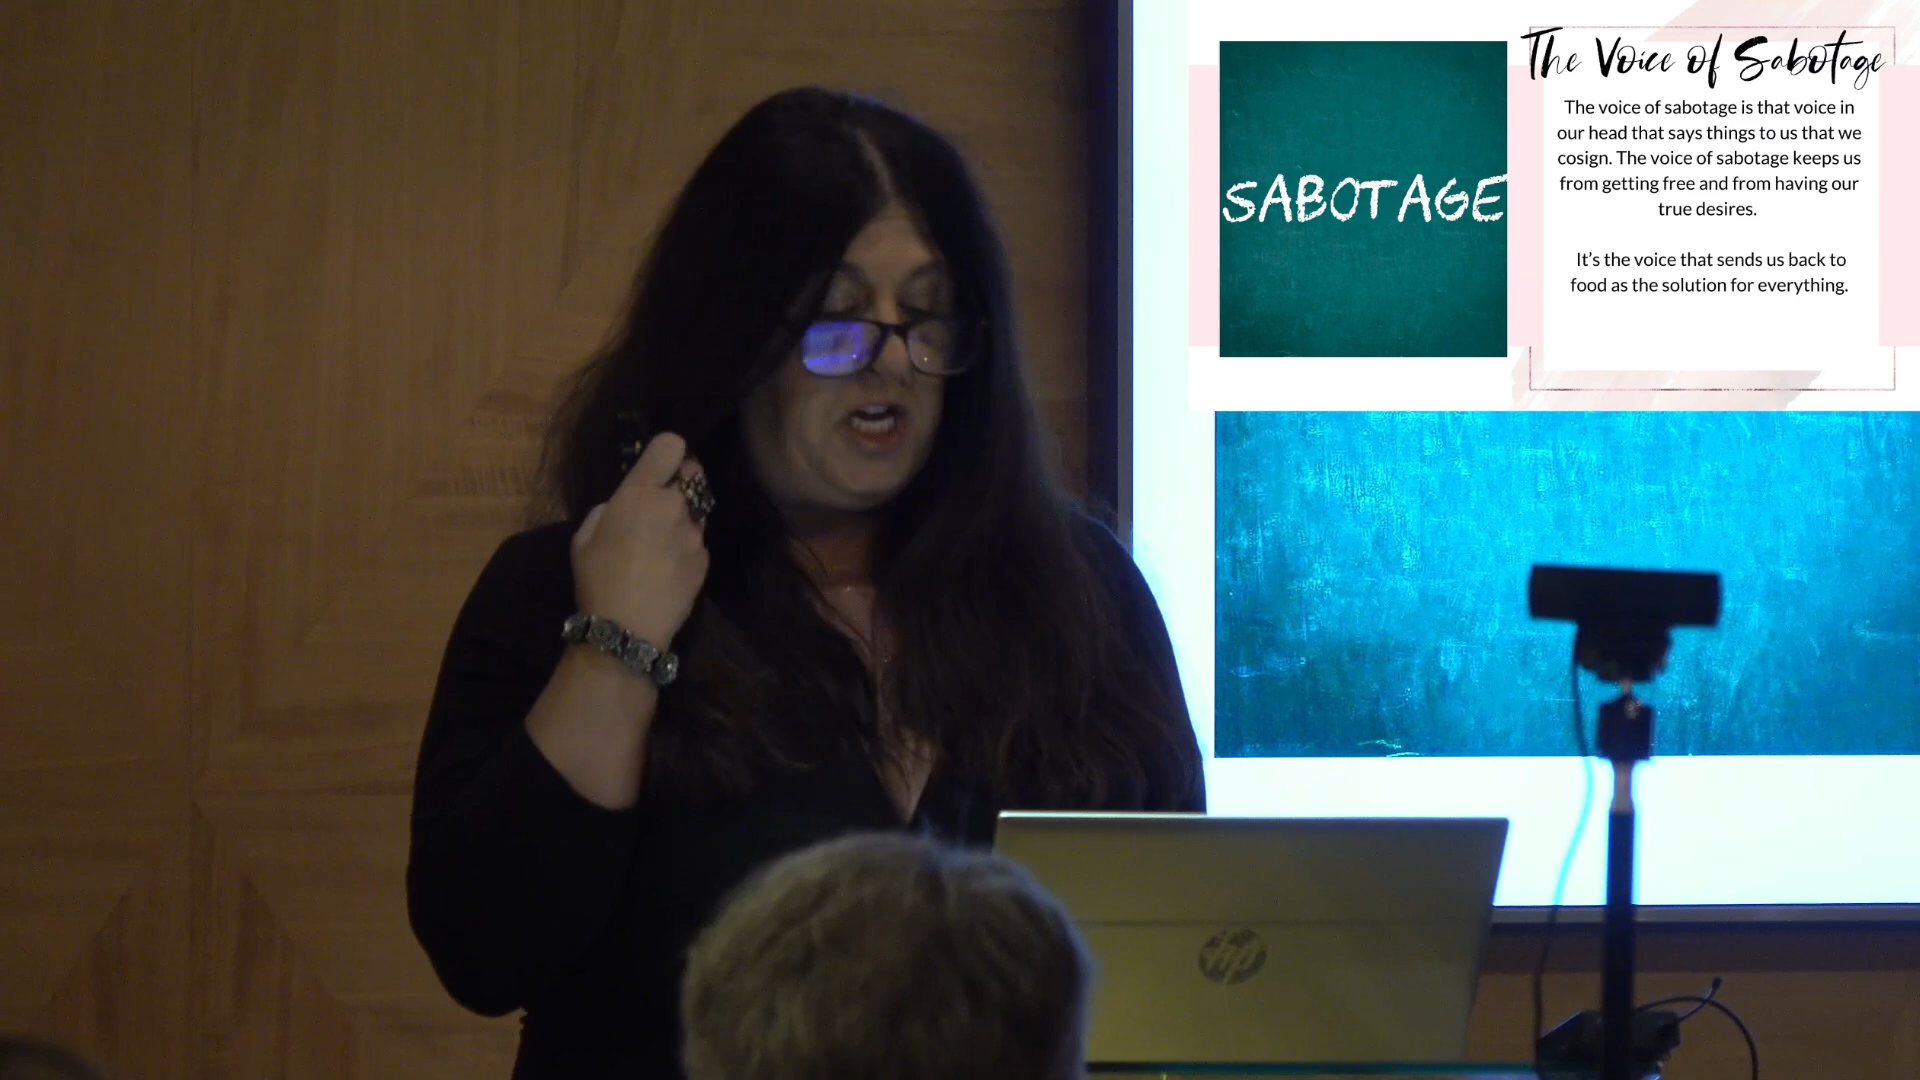 SABOTAGE
The Voice of Sabotage
The voice of sabotage is that voice in
our head that says things to us that we
cosign. The voice of sabotage keeps us
from getting free and from having our
true desires.
It’s the voice that sends us back to
food as the solution for everything.
hp